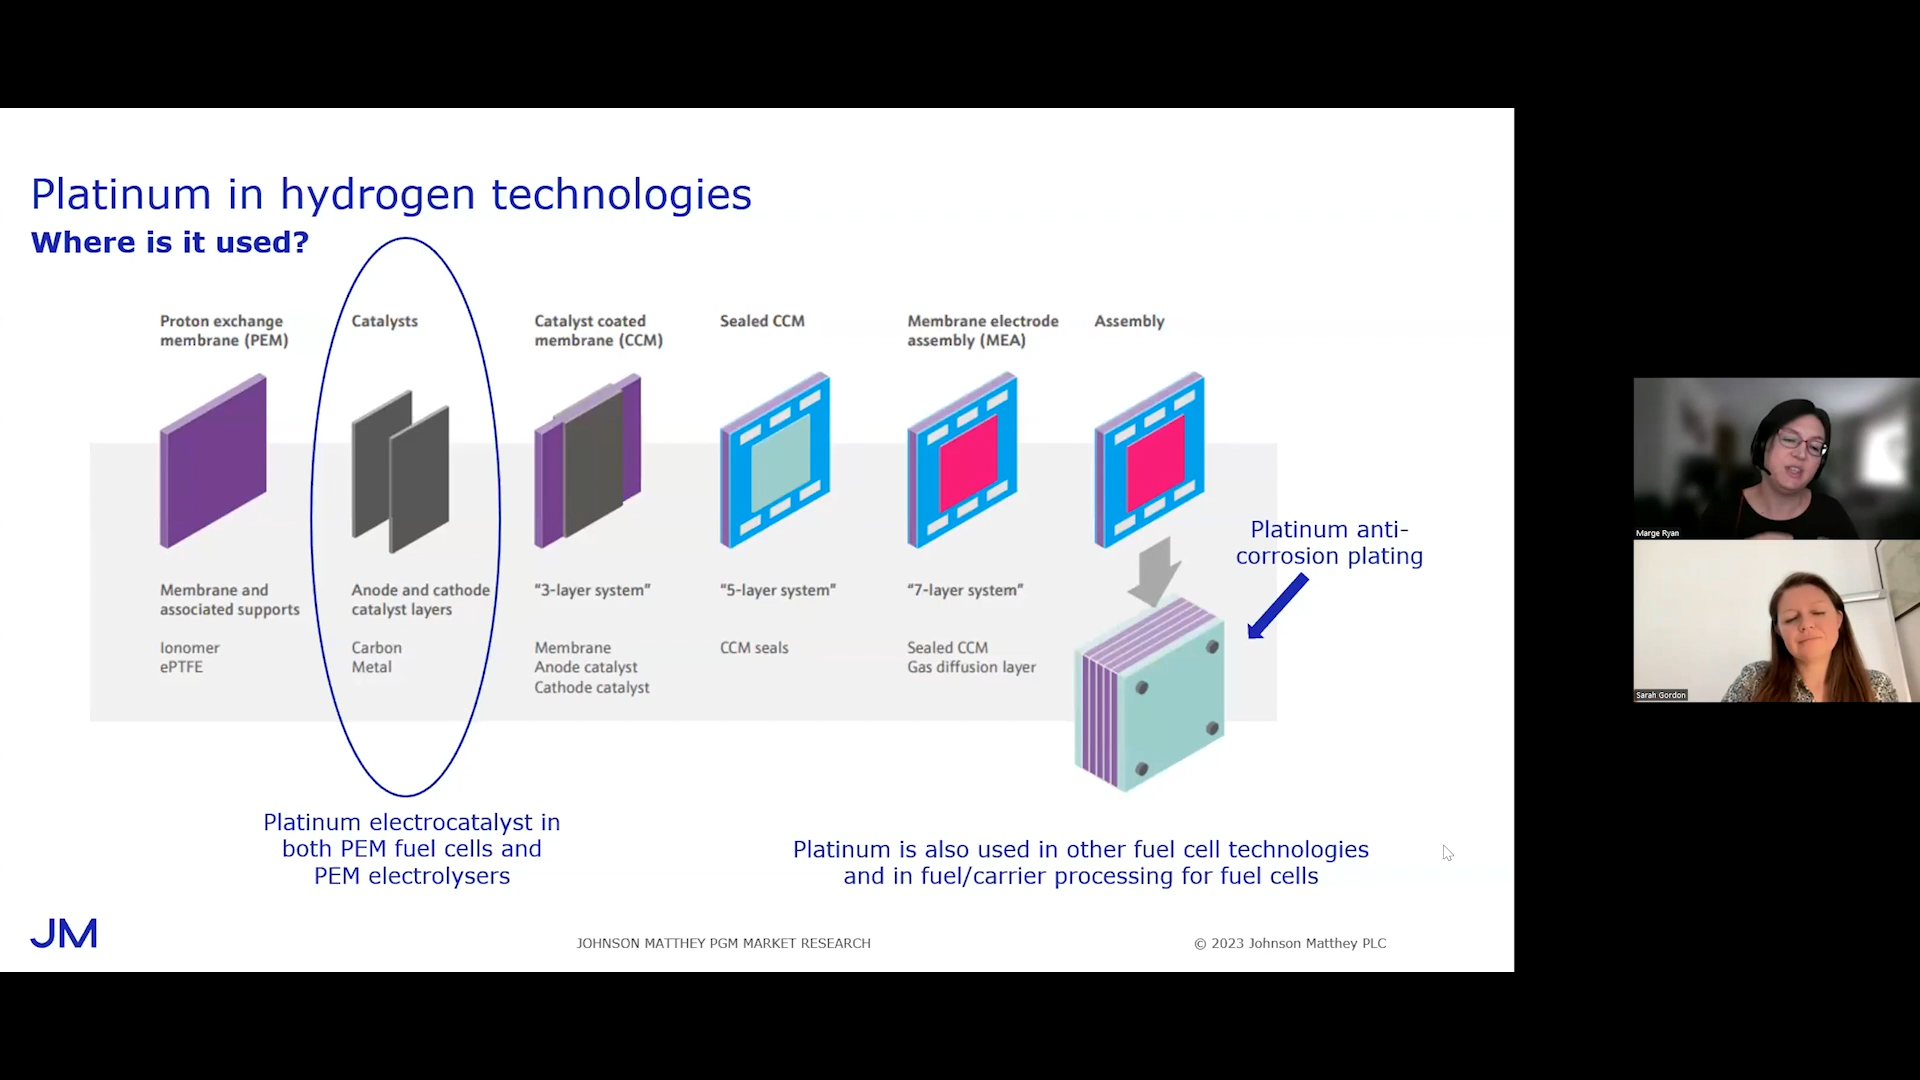 Platinum in hydrogen technologies
Where is it used?
Proton exchange
membrane (PEM)
Catalysts
Catalyst coated
membrane (CCM)
Sealed CCM
Membrane electrode
assembly (MEA)
Assembly
Platinum anti-
corrosion plating
Membrane and
associated supports
Ionomer
ePTFE
Anode and cathode
catalyst layers
Carbon
Metal
“3-layer system”
Membrane
Anode catalyst
Cathode catalyst
“5-layer system”
CCM seals
“7-layer system”
Sealed CCM
Gas diffusion layer
Platinum electrocatalyst in
both PEM fuel cells and
PEM electrolysers
Platinum is also used in other fuel cell technologies
and in fuel/carrier processing for fuel cells
JM
JOHNSON MATTHEY PGM MARKET RESEARCH
© 2023 Johnson Matthey PLC
Marge Ryan
Sarah Gordon